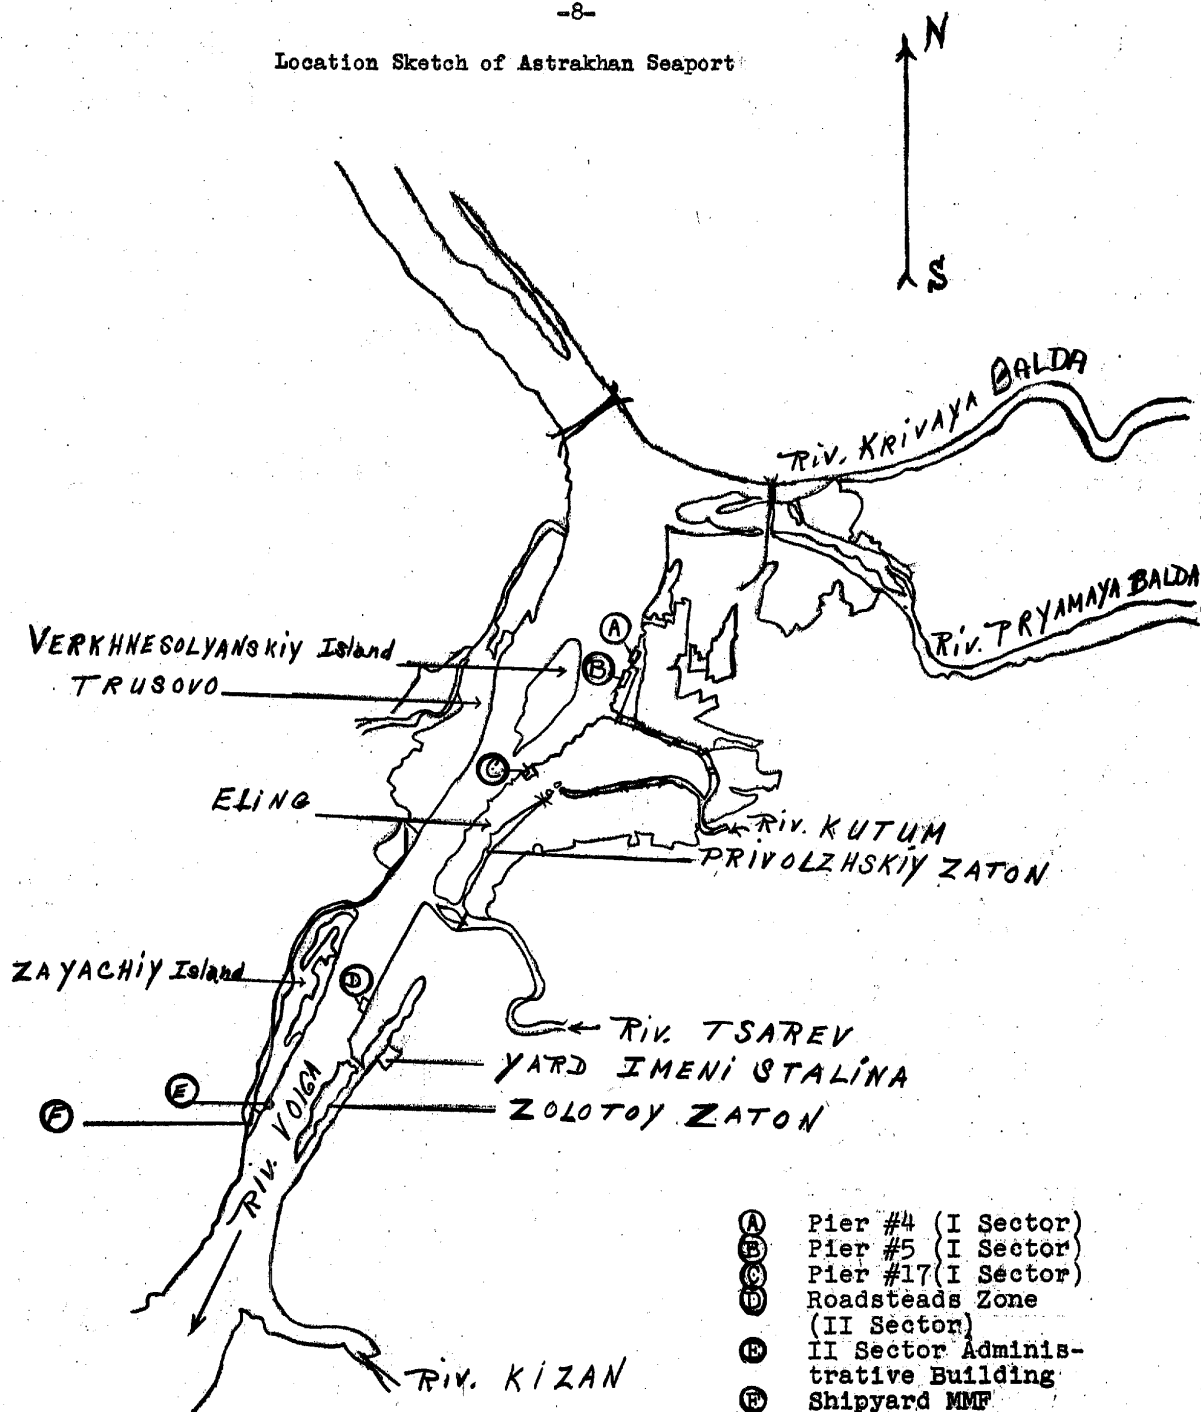 -8-
Location Sketch of Astrakhan Seaport
N
S
Riv. KRIVAYA BALDA
Riv. PRYAMAYA BALDA
A
VERKHNESOLYANSKIY Island
B
TRUSOVO
C
ELING
Riv. KUTUM
PRIVOLZHSKIY ZATON
ZAYACHIY Island
D
Riv. TSAREV
YARD IMENI STALINA
E
ZOLOTOY ZATON
F
RIV. VOLGA
A Pier #4 (I Sector)
B Pier #5 (I Sector)
C Pier #17(I Sector)
D Roadsteads Zone
(II Sector)
E II Sector Adminis-
trative Building
F Shipyard MMF
Riv. KIZAN